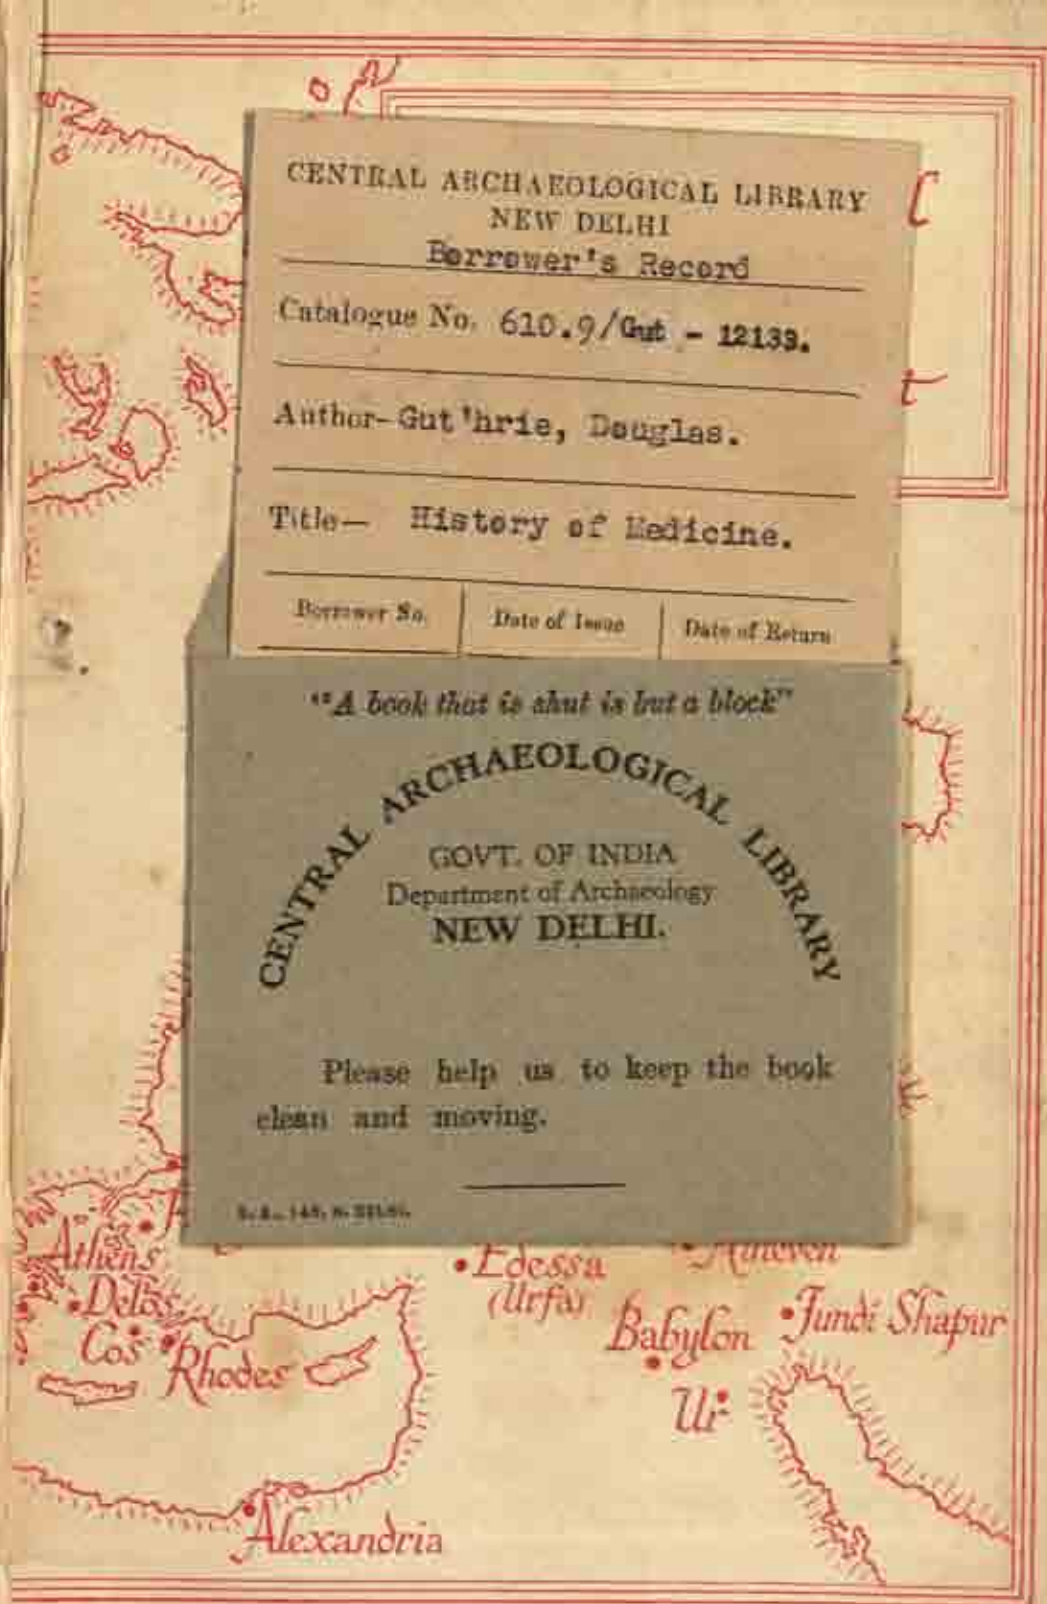 CENTRAL ARCHAEOLOGICAL LIBRARY
NEW DELHI
Borrower's Record
Catalogue No. 610.9/Gut - 12133.
Author- Gut'hrie, Douglas.
Title— History of Medicine.
Borrower No. Date of Issue Date of Return
"A book that is shut is but a block"
CENTRAL ARCHAEOLOGICAL LIBRARY
GOVT. OF INDIA
Department of Archaeology
NEW DELHI.
Please help us to keep the book
clean and moving.
Athens
Delos
Cos
Rhodes
Edessa
(Urfa)
Nineveh
Babylon
Jundi Shapur
Ur
Alexandria